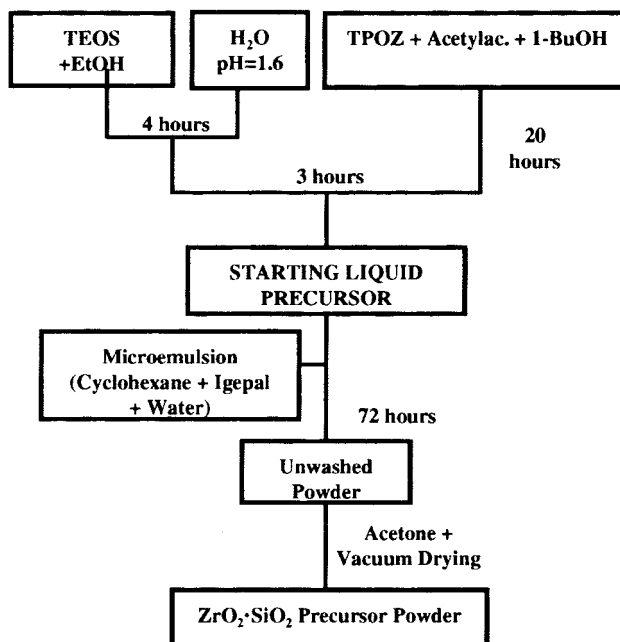 TEOS
+EtOH
H₂O
pH=1.6
TPOZ + Acetylac. + 1-BuOH
4 hours
20
hours
3 hours
STARTING LIQUID
PRECURSOR
Microemulsion
(Cyclohexane + Igepal
+ Water)
72 hours
Unwashed
Powder
Acetone +
Vacuum Drying
ZrO₂·SiO₂ Precursor Powder